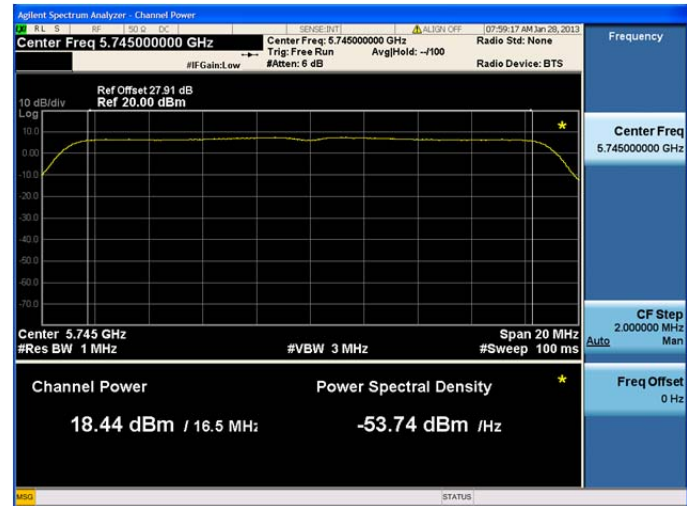 Agilent Spectrum Analyzer - Channel Power
RL S RF 50 Ω DC SENSE:INT ALIGN OFF 07:59:17 AM Jan 28, 2013
Center Freq 5.745000000 GHz
#IFGain:Low
Center Freq: 5.745000000 GHz
Trig: Free Run Avg|Hold: --/100
#Atten: 6 dB
Radio Std: None
Radio Device: BTS
Frequency
Ref Offset 27.91 dB
10 dB/div Ref 20.00 dBm
Log
10.0
0.00
-10.0
-20.0
-30.0
-40.0
-50.0
-60.0
-70.0
*
Center 5.745 GHz Span 20 MHz
#Res BW 1 MHz #VBW 3 MHz #Sweep 100 ms
Channel Power Power Spectral Density *
18.44 dBm / 16.5 MHz -53.74 dBm /Hz
Center Freq
5.745000000 GHz
CF Step
2.000000 MHz
Auto Man
Freq Offset
0 Hz
MSG STATUS